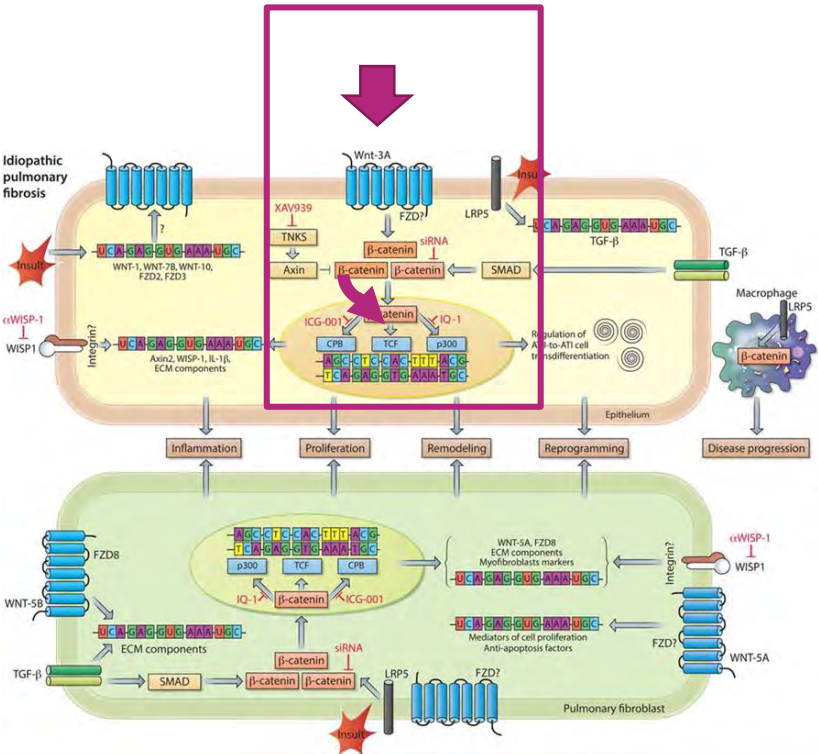 Idiopathic
pulmonary
fibrosis
Wnt-3A
FZD?
LRP5
Insult
UCA-GAG-GUG-AAA-UGC
TGF-β
TGF-β
?
Insult
UCA-GAG-GUG-AAA-UGC
WNT-1, WNT-7B, WNT-10,
FZD2, FZD3
XAV939
TNKS
Axin
β-catenin
siRNA
β-catenin
β-catenin
SMAD
Macrophage
LRP5
β-catenin
αWISP-1
WISP1
Integrin?
UCA-GAG-GUG-AAA-UGC
Axin2, WISP-1, IL-1β,
ECM components
ICG-001
IQ-1
CPB
TCF
p300
AGC-CTC-CAC-TTT-ACG
TCA-GAG-GTG-AAA-TGC
Regulation of
transdifferentiation
Epithelium
Inflammation
Proliferation
Remodeling
Reprogramming
Disease progression
AGC-CTC-CAC-TTT-ACG
TCA-GAG-GTG-AAA-TGC
p300
TCF
CPB
IQ-1
β-catenin
ICG-001
FZD8
WNT-5B
UCA-GAG-GUG-AAA-UGC
ECM components
TGF-β
SMAD
β-catenin
siRNA
β-catenin
β-catenin
LRP5
Insult
FZD?
WNT-5A, FZD8
ECM components
Myofibroblasts markers
UCA-GAG-GUG-AAA-UGC
Integrin?
αWISP-1
WISP1
UCA-GAG-GUG-AAA-UGC
Mediators of cell proliferation
Anti-apoptosis factors
FZD?
WNT-5A
Pulmonary fibroblast